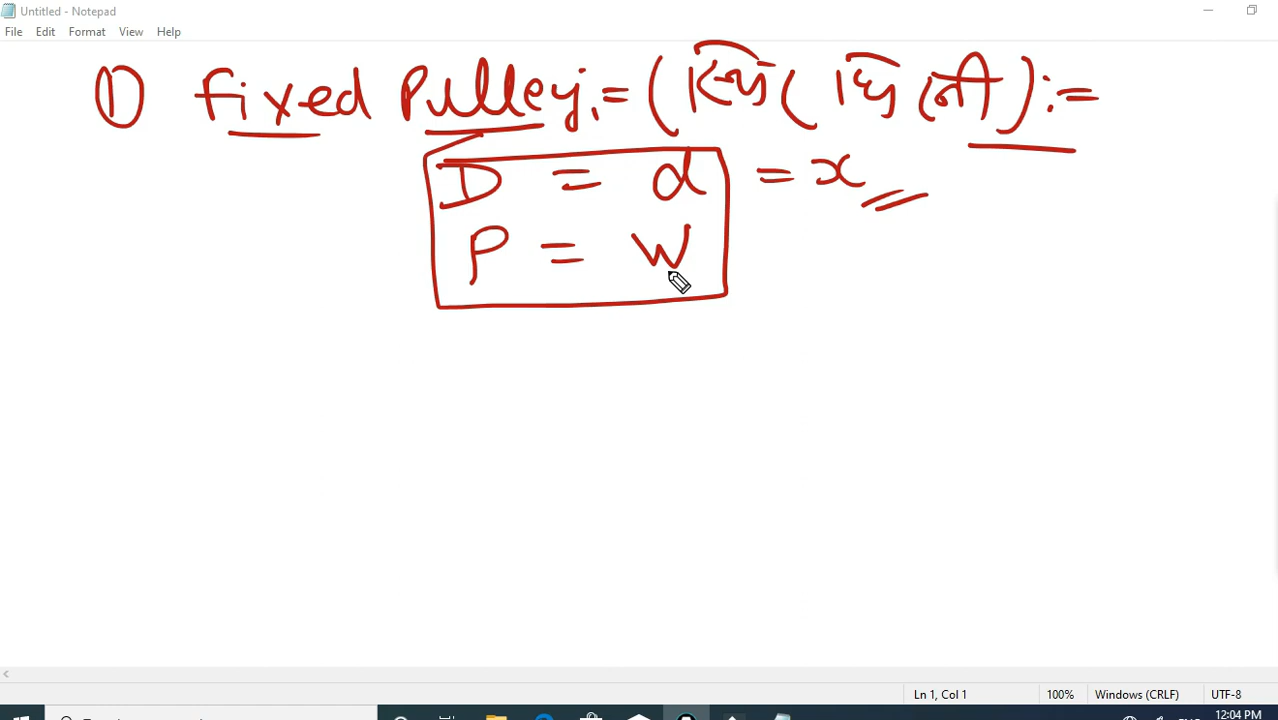 Untitled - Notepad
File Edit Format View Help
① Fixed Pulley,= (स्थिर घिरनी) :=
D = d = x
P = W
Ln 1, Col 1 100% Windows (CRLF) UTF-8
12:04 PM